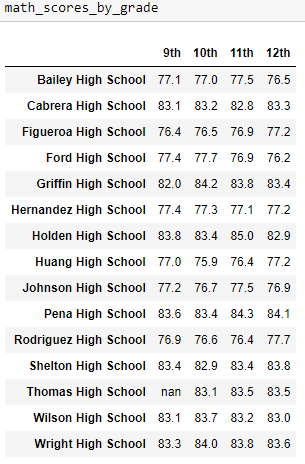 math_scores_by_grade
9th 10th 11th 12th
Bailey High School 77.1 77.0 77.5 76.5
Cabrera High School 83.1 83.2 82.8 83.3
Figueroa High School 76.4 76.5 76.9 77.2
Ford High School 77.4 77.7 76.9 76.2
Griffin High School 82.0 84.2 83.8 83.4
Hernandez High School 77.4 77.3 77.1 77.2
Holden High School 83.8 83.4 85.0 82.9
Huang High School 77.0 75.9 76.4 77.2
Johnson High School 77.2 76.7 77.5 76.9
Pena High School 83.6 83.4 84.3 84.1
Rodriguez High School 76.9 76.6 76.4 77.7
Shelton High School 83.4 82.9 83.4 83.8
Thomas High School nan 83.1 83.5 83.5
Wilson High School 83.1 83.7 83.2 83.0
Wright High School 83.3 84.0 83.8 83.6